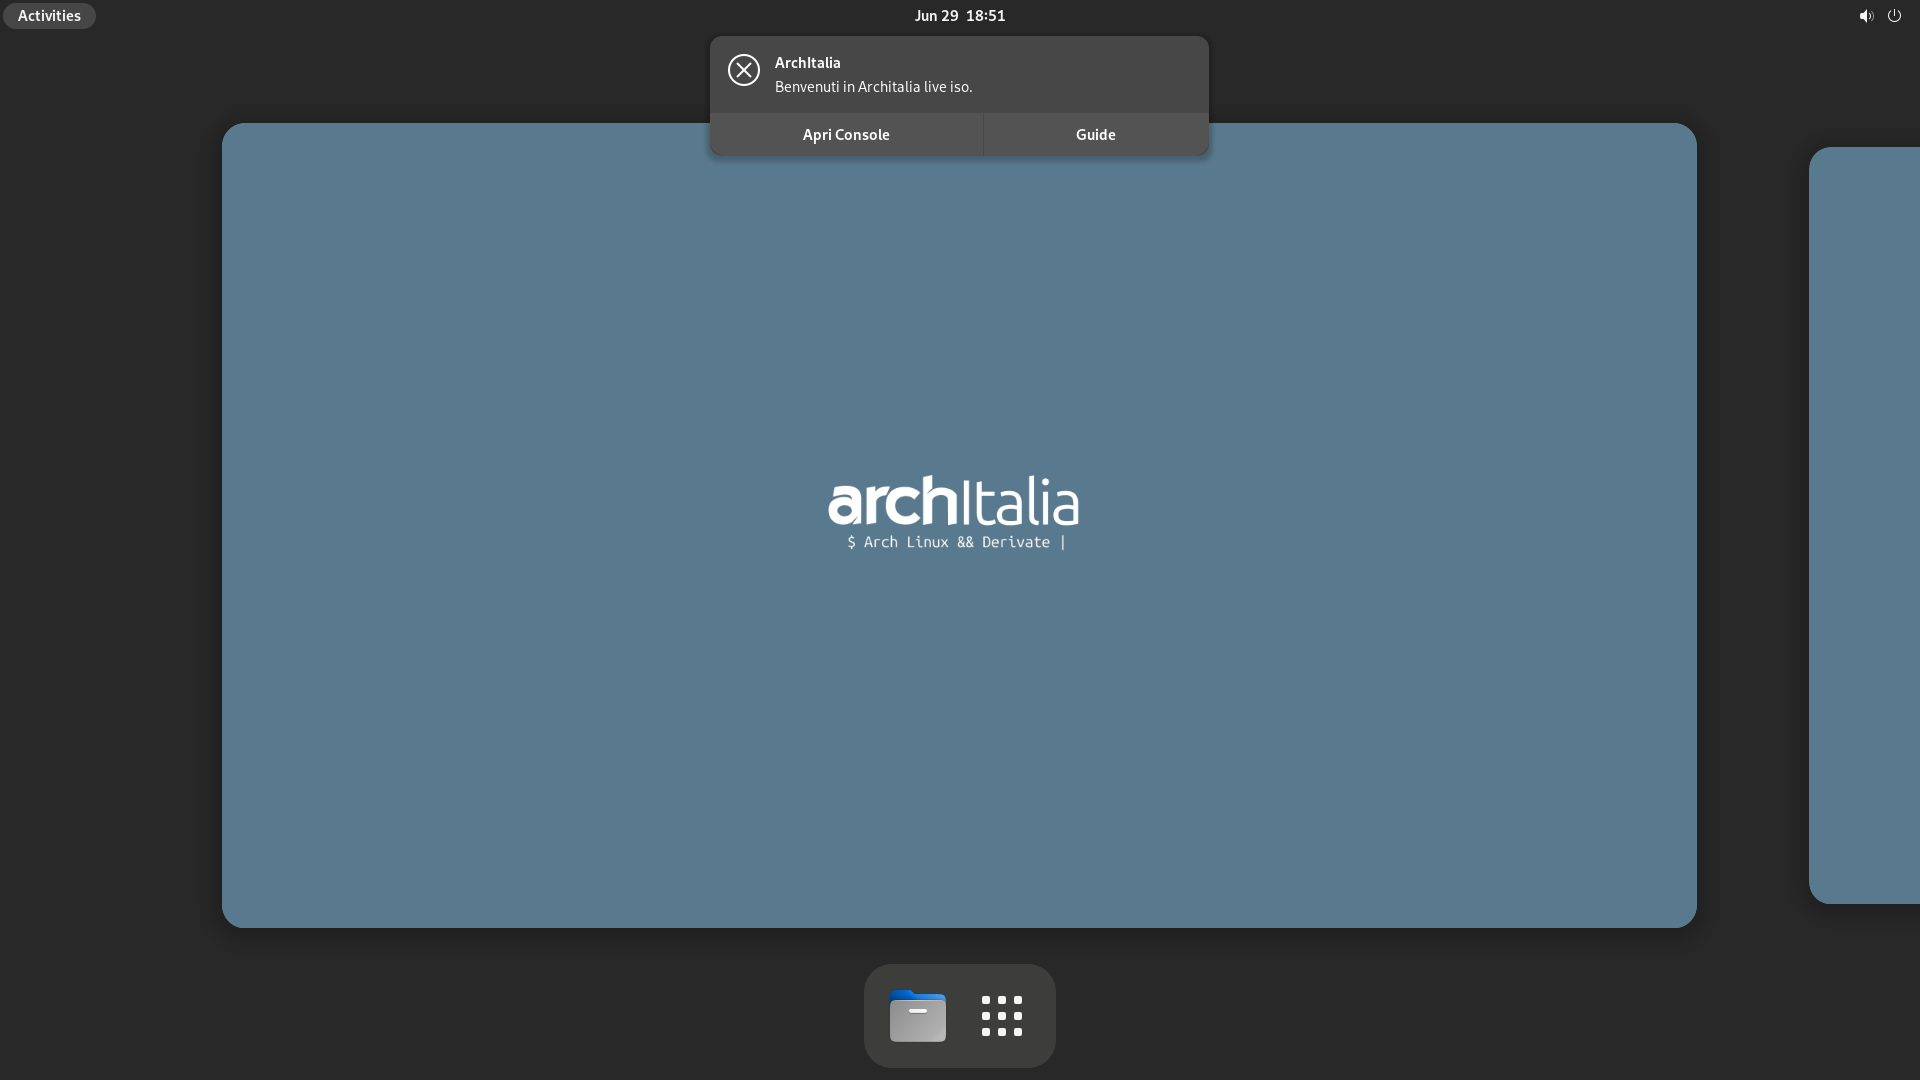 Activities
Jun 29 18:51
ArchItalia
Benvenuti in Architalia live iso.
Apri Console
Guide
archItalia
$ Arch Linux && Derivate |